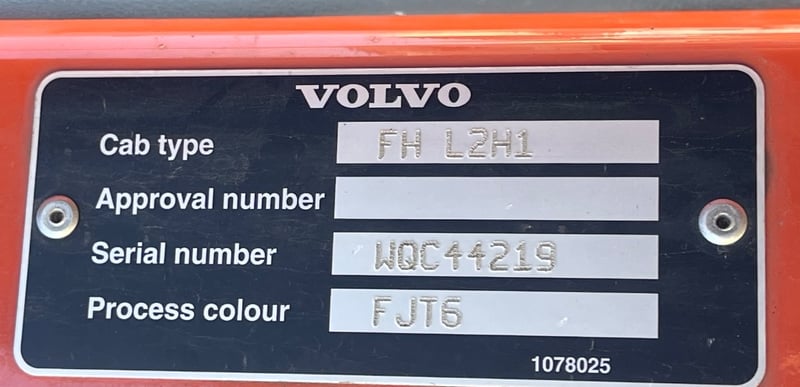 VOLVO
Cab type FH L2H1
Approval number
Serial number WQC44219
Process colour FJT6
1078025